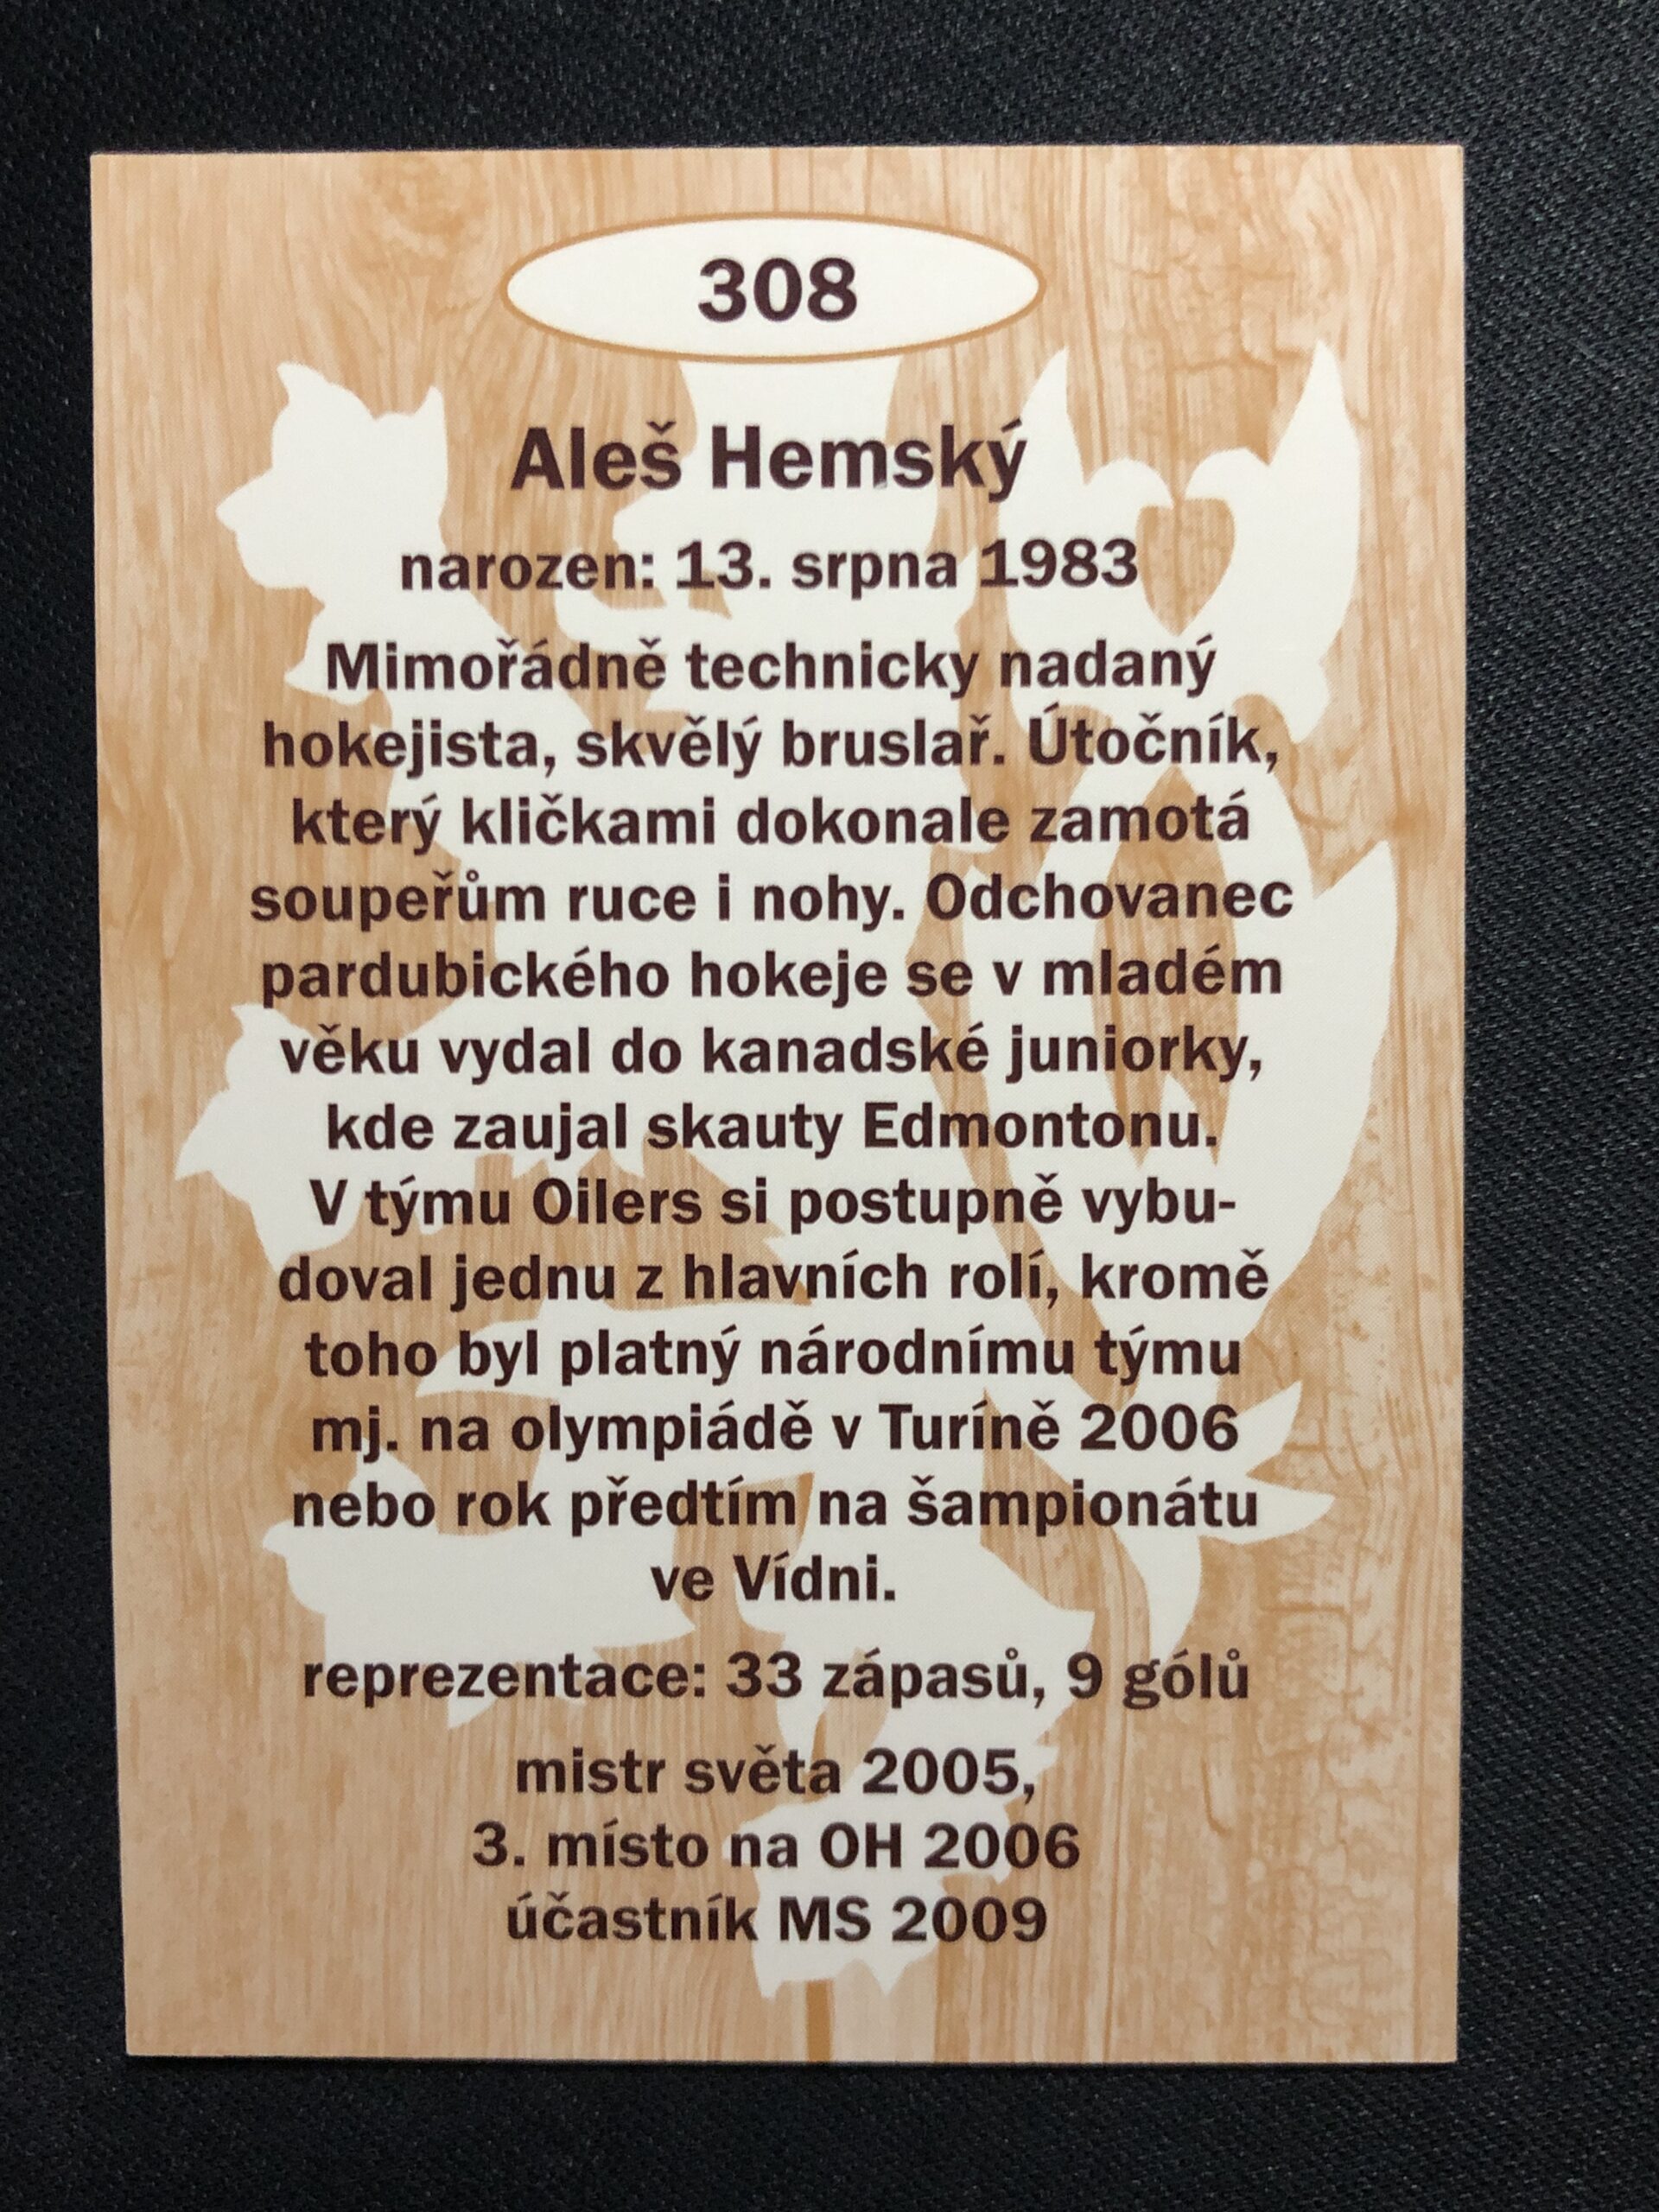 308
Aleš Hemský
narozen: 13. srpna 1983
Mimořádně technicky nadaný
hokejista, skvělý bruslař. Útočník,
který kličkami dokonale zamotá
soupeřům ruce i nohy. Odchovanec
pardubického hokeje se v mladém
věku vydal do kanadské juniorky,
kde zaujal skauty Edmontonu.
V týmu Oilers si postupně vybu-
doval jednu z hlavních rolí, kromě
toho byl platný národnímu týmu
mj. na olympiádě v Turíně 2006
nebo rok předtím na šampionátu
ve Vídni.
reprezentace: 33 zápasů, 9 gólů
mistr světa 2005,
3. místo na OH 2006
účastník MS 2009